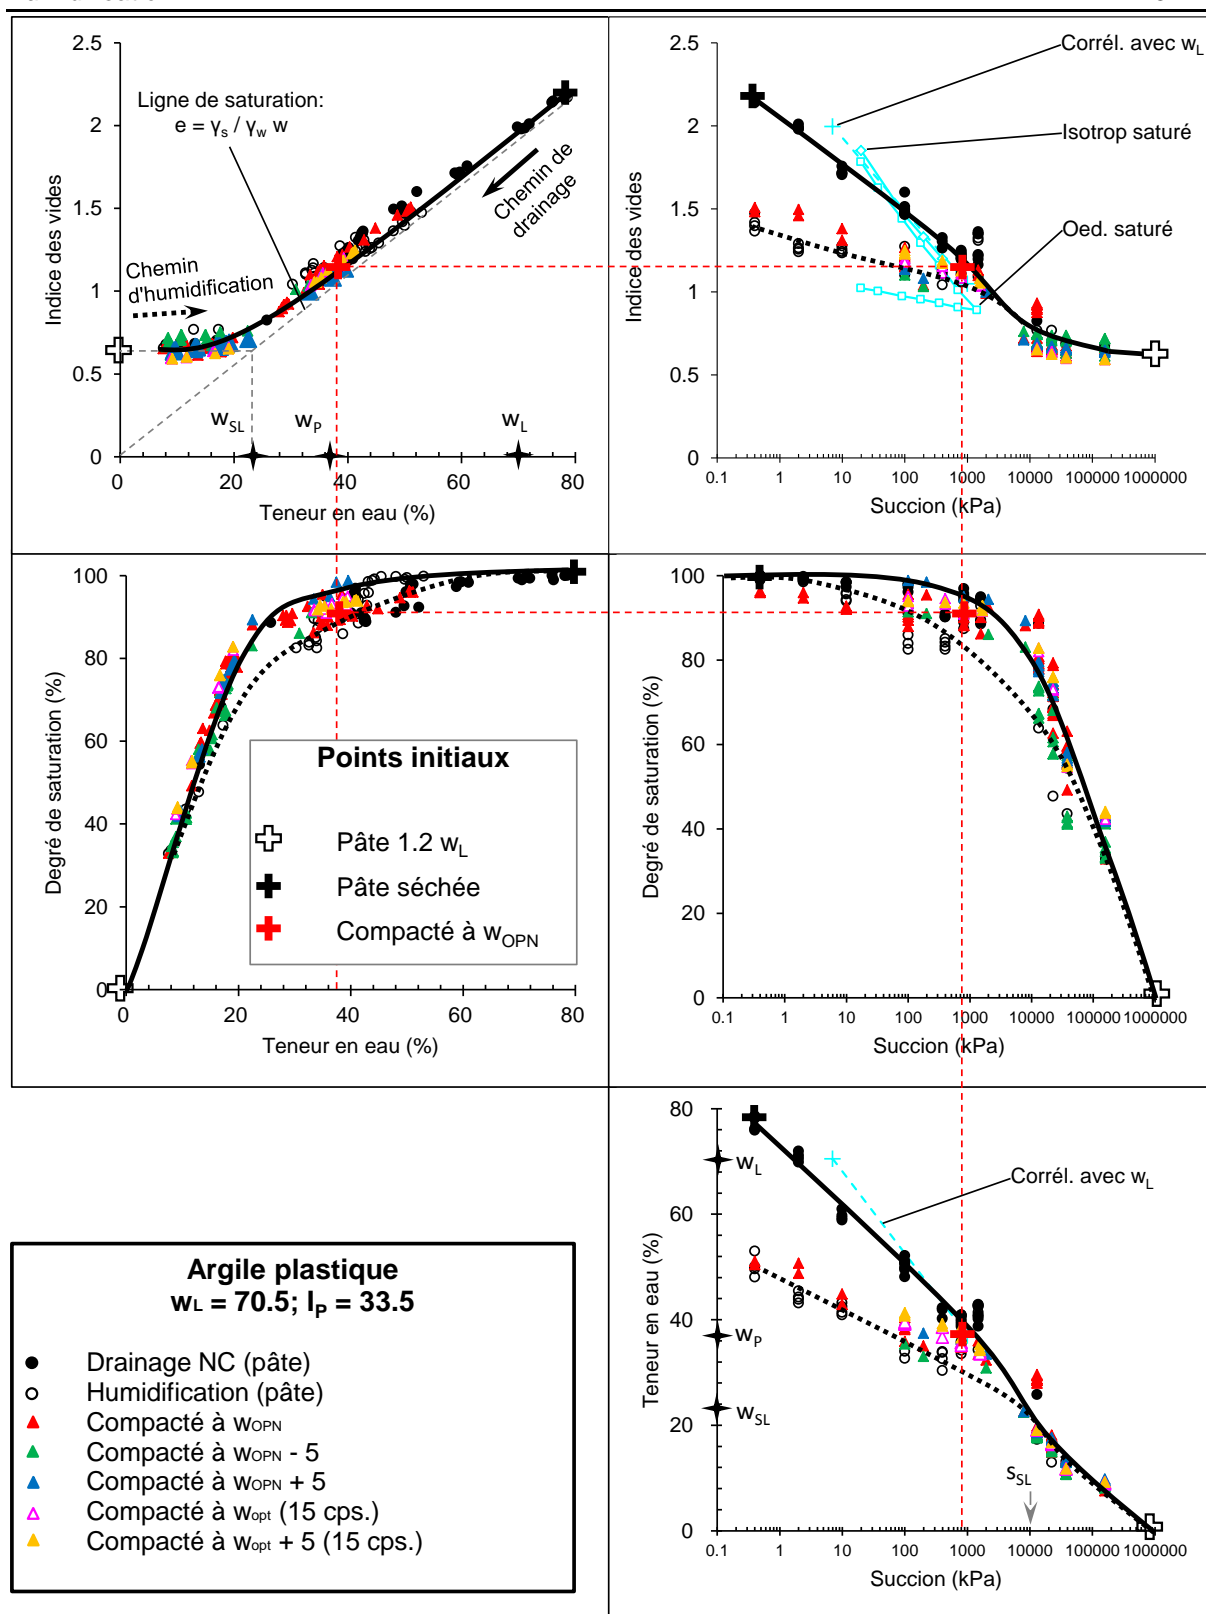 2.5
2
1.5
1
0.5
0
Indice des vides
Ligne de saturation:
e = γs / γw w
Chemin de
drainage
Chemin
d'humidification
wSL
wP
wL
0
20
40
60
80
Teneur en eau (%)
2.5
2
1.5
1
0.5
0
Indice des vides
Corrél. avec wL
Isotrop saturé
Oed. saturé
0.1
1
10
100
1000
10000
100000
1000000
Succion (kPa)
100
80
60
40
20
0
Degré de saturation (%)
Points initiaux
Pâte 1.2 wL
Pâte séchée
Compacté à wOPN
0
20
40
60
80
Teneur en eau (%)
100
80
60
40
20
0
Degré de saturation (%)
0.1
1
10
100
1000
10000
100000
1000000
Succion (kPa)
80
60
40
20
0
Teneur en eau (%)
wL
wP
wSL
Corrél. avec wL
sSL
0.1
1
10
100
1000
10000
100000
1000000
Succion (kPa)
Argile plastique
wL = 70.5; IP = 33.5
Drainage NC (pâte)
Humidification (pâte)
Compacté à wOPN
Compacté à wOPN - 5
Compacté à wOPN + 5
Compacté à wopt (15 cps.)
Compacté à wopt + 5 (15 cps.)